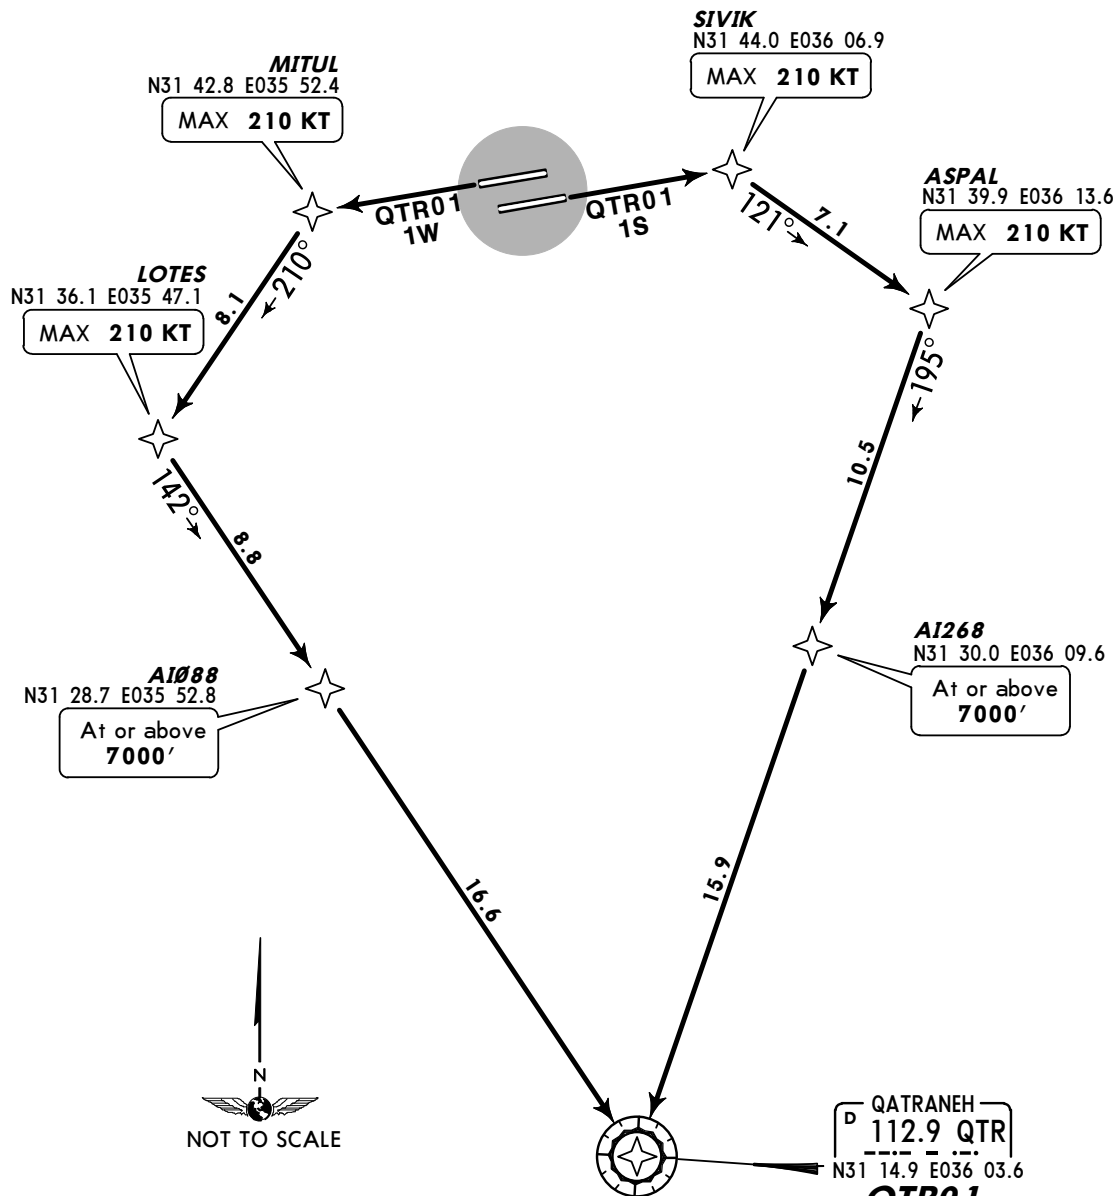 SIVIK
N31 44.0 E036 06.9
MAX 210 KT
MITUL
N31 42.8 E035 52.4
MAX 210 KT
ASPAL
N31 39.9 E036 13.6
MAX 210 KT
QTR01
1W
QTR01
1S
121°
7.1
LOTES
N31 36.1 E035 47.1
MAX 210 KT
210°
8.1
195°
10.5
142°
8.8
AI268
N31 30.0 E036 09.6
At or above
7000'
AIØ88
N31 28.7 E035 52.8
At or above
7000'
16.6
15.9
N
NOT TO SCALE
QATRANEH
D 112.9 QTR
N31 14.9 E036 03.6
QTR01